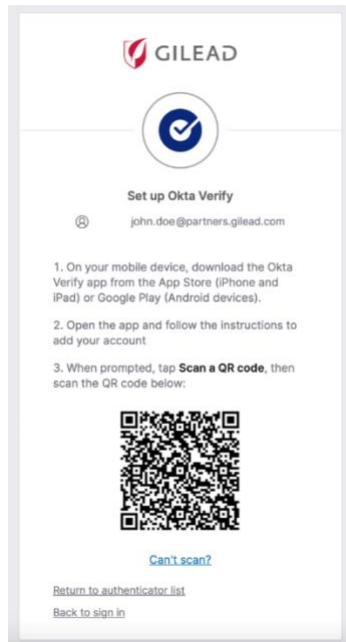 GILEAD
Set up Okta Verify
john.doe@partners.gilead.com
1. On your mobile device, download the Okta
Verify app from the App Store (iPhone and
iPad) or Google Play (Android devices).
2. Open the app and follow the instructions to
add your account
3. When prompted, tap Scan a QR code, then
scan the QR code below:
Can't scan?
Return to authenticator list
Back to sign in